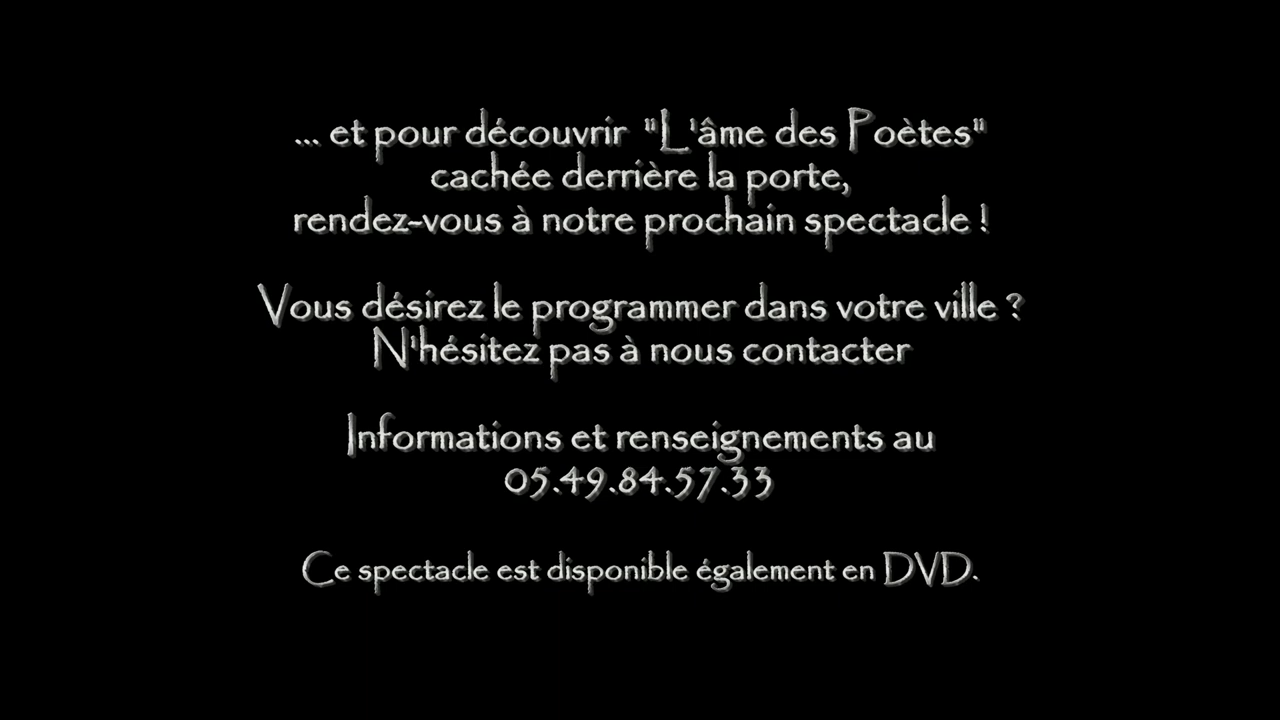 ... et pour découvrir "L'âme des Poètes"
cachée derrière la porte,
rendez-vous à notre prochain spectacle !
Vous désirez le programmer dans votre ville ?
N'hésitez pas à nous contacter
Informations et renseignements au
05.49.84.57.33
Ce spectacle est disponible également en DVD.